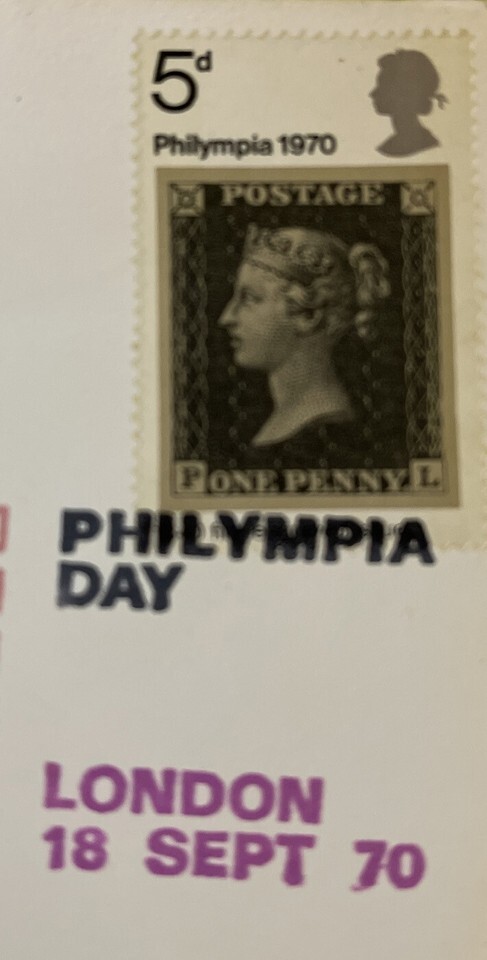 5d
Philympia 1970
POSTAGE
P ONE PENNY L
PHILYMPIA
DAY
LONDON
18 SEPT 70